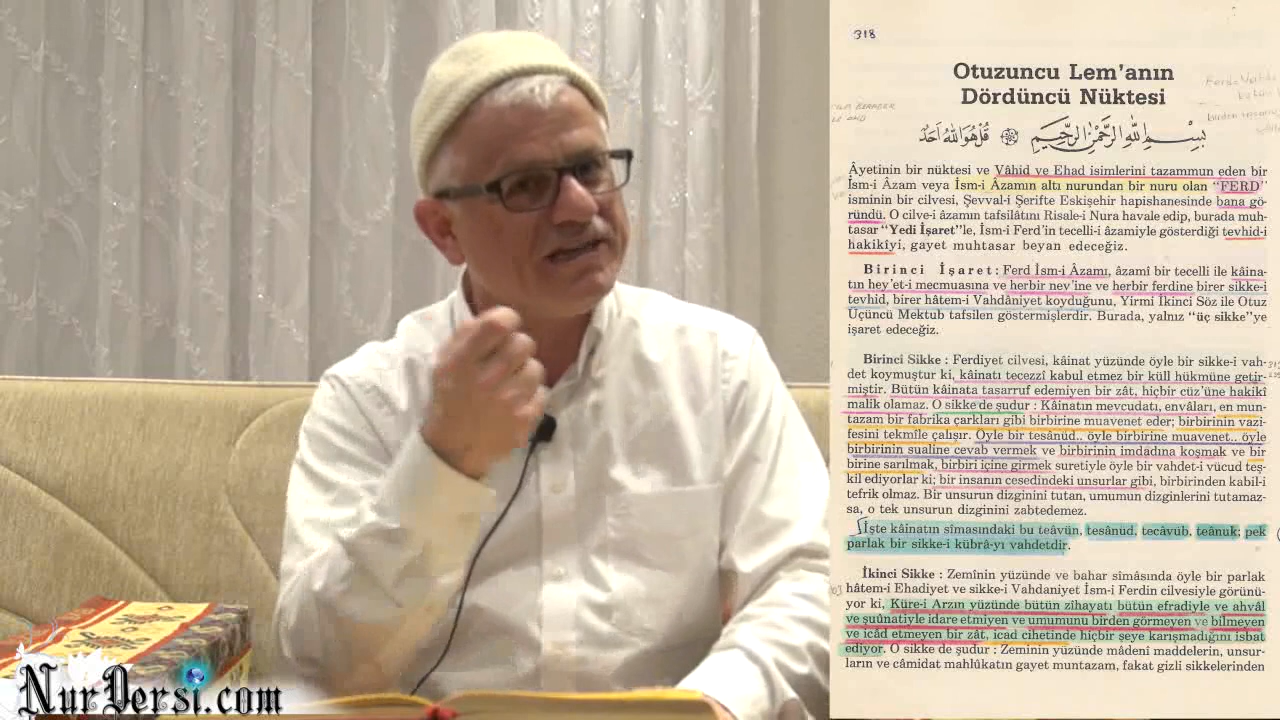 318
Otuzuncu Lem’anın
Dördüncü Nüktesi
بِسْمِ اللّٰهِ الرَّحْمٰنِ الرَّحِيمِ قُلْ هُوَ اللّٰهُ اَحَدٌ
Âyetinin bir nüktesi ve Vâhid ve Ehad isimlerini tazammun eden bir
İsm-i Âzam veya İsm-i Âzamın altı nurundan bir nuru olan “FERD”
isminin bir cilvesi, Şevval-i Şerifte Eskişehir hapishanesinde bana gö-
ründü. O cilve-i âzamın tafsilâtını Risale-i Nura havale edip, burada muh-
tasar “Yedi İşaret”le, İsm-i Ferd’in tecelli-i âzamiyle gösterdiği tevhid-i
hakikîyi, gayet muhtasar beyan edeceğiz.
Birinci İşaret : Ferd İsm-i Âzamı, âzamî bir tecelli ile kâina-
tın hey’et-i mecmuasına ve herbir nev’ine ve herbir ferdine birer sikke-i
tevhid, birer hâtem-i Vahdâniyet koyduğunu, Yirmi İkinci Söz ile Otuz
Üçüncü Mektub tafsilen göstermişlerdir. Burada, yalnız “üç sikke”ye
işaret edeceğiz.
Birinci Sikke : Ferdiyet cilvesi, kâinat yüzünde öyle bir sikke-i vah-
det koymuştur ki, kâinatı tecezzî kabul etmez bir küll hükmüne getir-
miştir. Bütün kâinata tasarruf edemiyen bir zât, hiçbir cüz’üne hakikî
malik olamaz. O sikke de şudur : Kâinatın mevcudatı, envâları, en mun-
tazam bir fabrika çarkları gibi birbirine muavenet eder; birbirinin vazi-
fesini tekmîle çalışır. Öyle bir tesânüd.. öyle birbirine muavenet.. öyle
birbirinin sualine cevab vermek ve birbirinin imdadına koşmak ve bir
birine sarılmak, birbiri içine girmek suretiyle öyle bir vahdet-i vücud teş-
kil ediyorlar ki; bir insanın cesedindeki unsurlar gibi, birbirinden kabil-i
tefrik olmaz. Bir unsurun dizginini tutan, umumun dizginlerini tutamaz-
sa, o tek unsurun dizginini zabtedemez.
İşte kâinatın sîmasındaki bu teâvün, tesânüd, tecâvüb, teânuk; pek
parlak bir sikke-i kübrâ-yı vahdetdir.
İkinci Sikke : Zemînin yüzünde ve bahar sîmâsında öyle bir parlak
hâtem-i Ehadiyet ve sikke-i Vahdaniyet İsm-i Ferdin cilvesiyle görünü-
yor ki, Küre-i Arzın yüzünde bütün zîhayatı bütün efradiyle ve ahvâl
ve şuûnatiyle idare etmiyen ve umumunu birden görmeyen ve bilmeyen
ve icâd etmeyen bir zât, icad cihetinde hiçbir şeye karışmadığını isbat
ediyor. O sikke de şudur : Zeminin yüzünde mâdenî maddelerin, unsur-
ların ve camidat mahlûkatın gayet muntazam, fakat gizli sikkelerinden
NurDersi.com